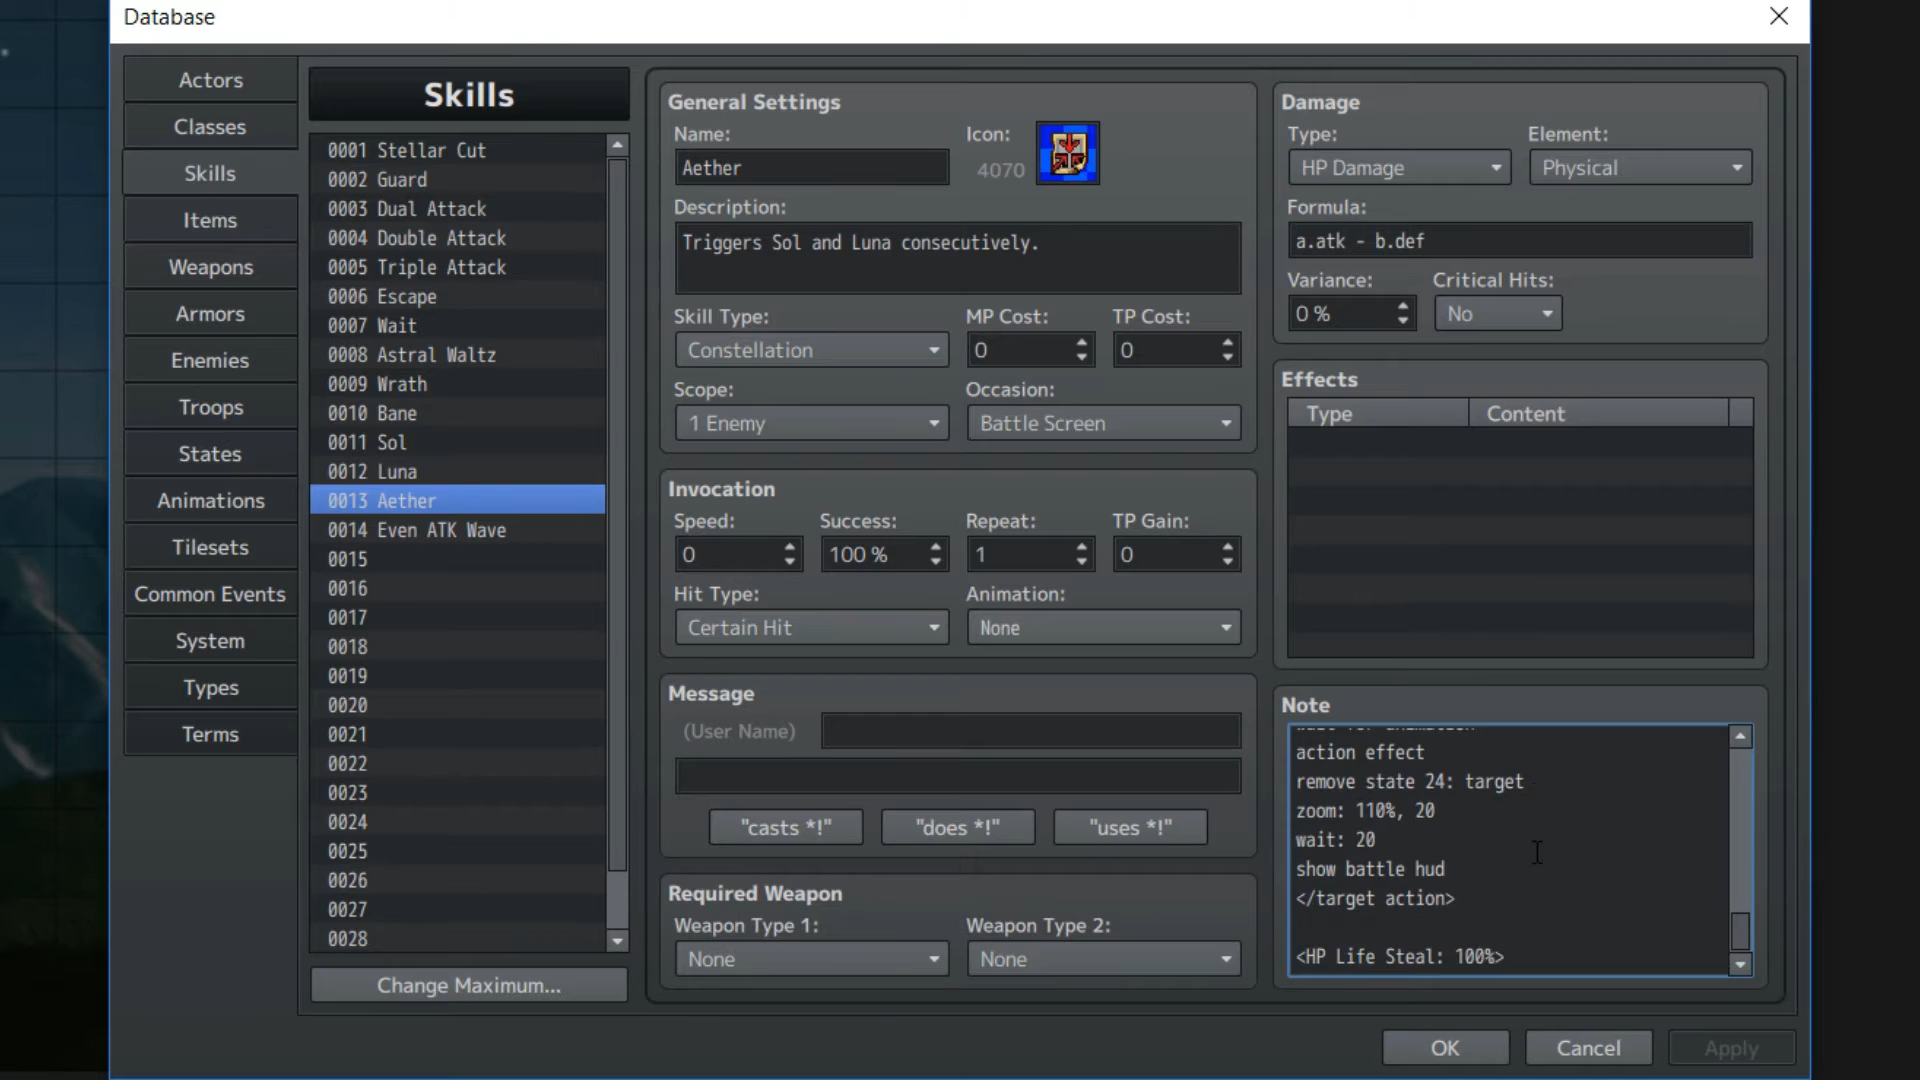 Database
Actors
Classes
Skills
Items
Weapons
Armors
Enemies
Troops
States
Animations
Tilesets
Common Events
System
Types
Terms
Skills
0001 Stellar Cut
0002 Guard
0003 Dual Attack
0004 Double Attack
0005 Triple Attack
0006 Escape
0007 Wait
0008 Astral Waltz
0009 Wrath
0010 Bane
0011 Sol
0012 Luna
0013 Aether
0014 Even ATK Wave
0015
0016
0017
0018
0019
0020
0021
0022
0023
0024
0025
0026
0027
0028
Change Maximum...
General Settings
Name:
Icon:
Aether
4070
Description:
Triggers Sol and Luna consecutively.
Skill Type:
MP Cost:
TP Cost:
Constellation
0
0
Scope:
Occasion:
1 Enemy
Battle Screen
Invocation
Speed:
Success:
Repeat:
TP Gain:
0
100 %
1
0
Hit Type:
Animation:
Certain Hit
None
Message
(User Name)
"casts *!"
"does *!"
"uses *!"
Required Weapon
Weapon Type 1:
Weapon Type 2:
None
None
Damage
Type:
Element:
HP Damage
Physical
Formula:
a.atk - b.def
Variance:
Critical Hits:
0 %
No
Effects
Type
Content
Note
action effect
remove state 24: target
zoom: 110%, 20
wait: 20
show battle hud
</target action>
<HP Life Steal: 100%>
OK
Cancel
Apply